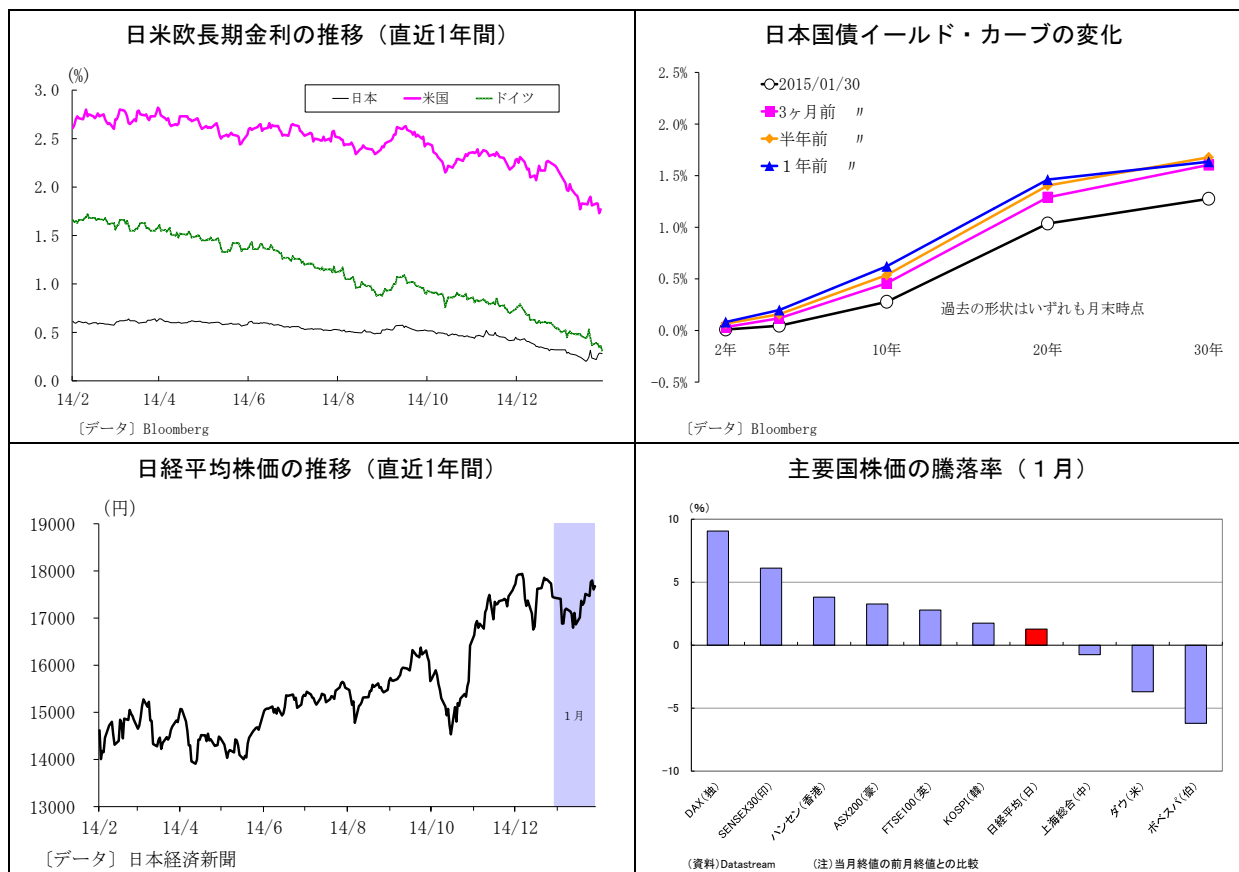 日米欧長期金利の推移（直近1年間）
(%)
3.0
2.5
2.0
1.5
1.0
0.5
0.0
日本 米国 ドイツ
14/2 14/4 14/6 14/8 14/10 14/12
〔データ〕Bloomberg
日本国債イールド・カーブの変化
2.5%
2.0%
1.5%
1.0%
0.5%
0.0%
-0.5%
2015/01/30
3ヶ月前 〃
半年前 〃
1年前 〃
過去の形状はいずれも月末時点
2年 5年 10年 20年 30年
〔データ〕Bloomberg
日経平均株価の推移（直近1年間）
(円)
19000
18000
17000
16000
15000
14000
13000
1月
14/2 14/4 14/6 14/8 14/10 14/12
〔データ〕日本経済新聞
主要国株価の騰落率（１月）
(%)
10
5
0
-5
-10
DAX(独) SENSEX30(印) ハンセン(香港) ASX200(豪) FTSE100(英) KOSPI(韓) 日経平均(日) 上海総合(中) ダウ(米) ボベスパ(伯)
(資料)Datastream (注)当月終値の前月終値との比較